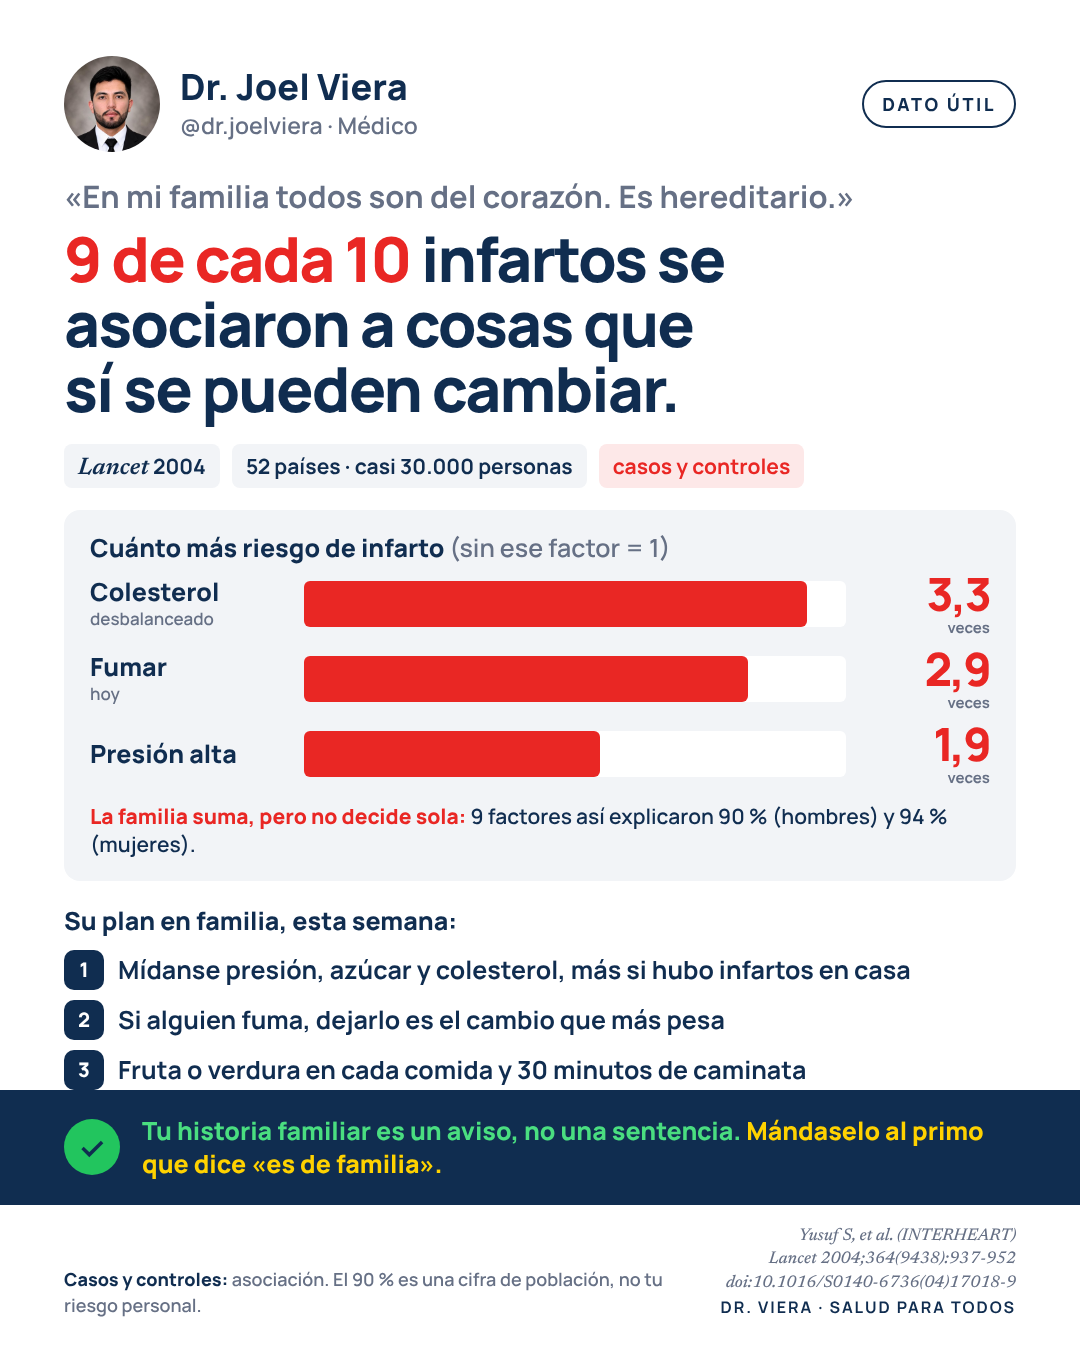 Dr. Joel Viera
@dr.joelviera · Médico
DATO ÚTIL
«En mi familia todos son del corazón. Es hereditario.»
9 de cada 10 infartos se
asociaron a cosas que
sí se pueden cambiar.
Lancet 2004
52 países · casi 30.000 personas
casos y controles
Cuánto más riesgo de infarto (sin ese factor = 1)
Colesterol
desbalanceado
3,3
veces
Fumar
hoy
2,9
veces
Presión alta
1,9
veces
La familia suma, pero no decide sola: 9 factores así explicaron 90 % (hombres) y 94 %
(mujeres).
Su plan en familia, esta semana:
1 Mídanse presión, azúcar y colesterol, más si hubo infartos en casa
2 Si alguien fuma, dejarlo es el cambio que más pesa
3 Fruta o verdura en cada comida y 30 minutos de caminata
Tu historia familiar es un aviso, no una sentencia. Mándaselo al primo
que dice «es de familia».
Casos y controles: asociación. El 90 % es una cifra de población, no tu
riesgo personal.
Yusuf S, et al. (INTERHEART)
Lancet 2004;364(9438):937-952
doi:10.1016/S0140-6736(04)17018-9
DR. VIERA · SALUD PARA TODOS